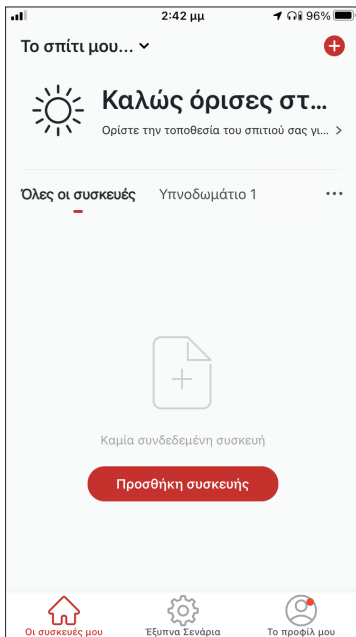 2:42 μμ
96%
Το σπίτι μου...
Καλώς όρισες στ...
Ορίστε την τοποθεσία του σπιτιού σας γι...
Όλες οι συσκευές
Υπνοδωμάτιο 1
Καμία συνδεδεμένη συσκευή
Προσθήκη συσκευής
Οι συσκευές μου
Έξυπνα Σενάρια
Το προφίλ μου